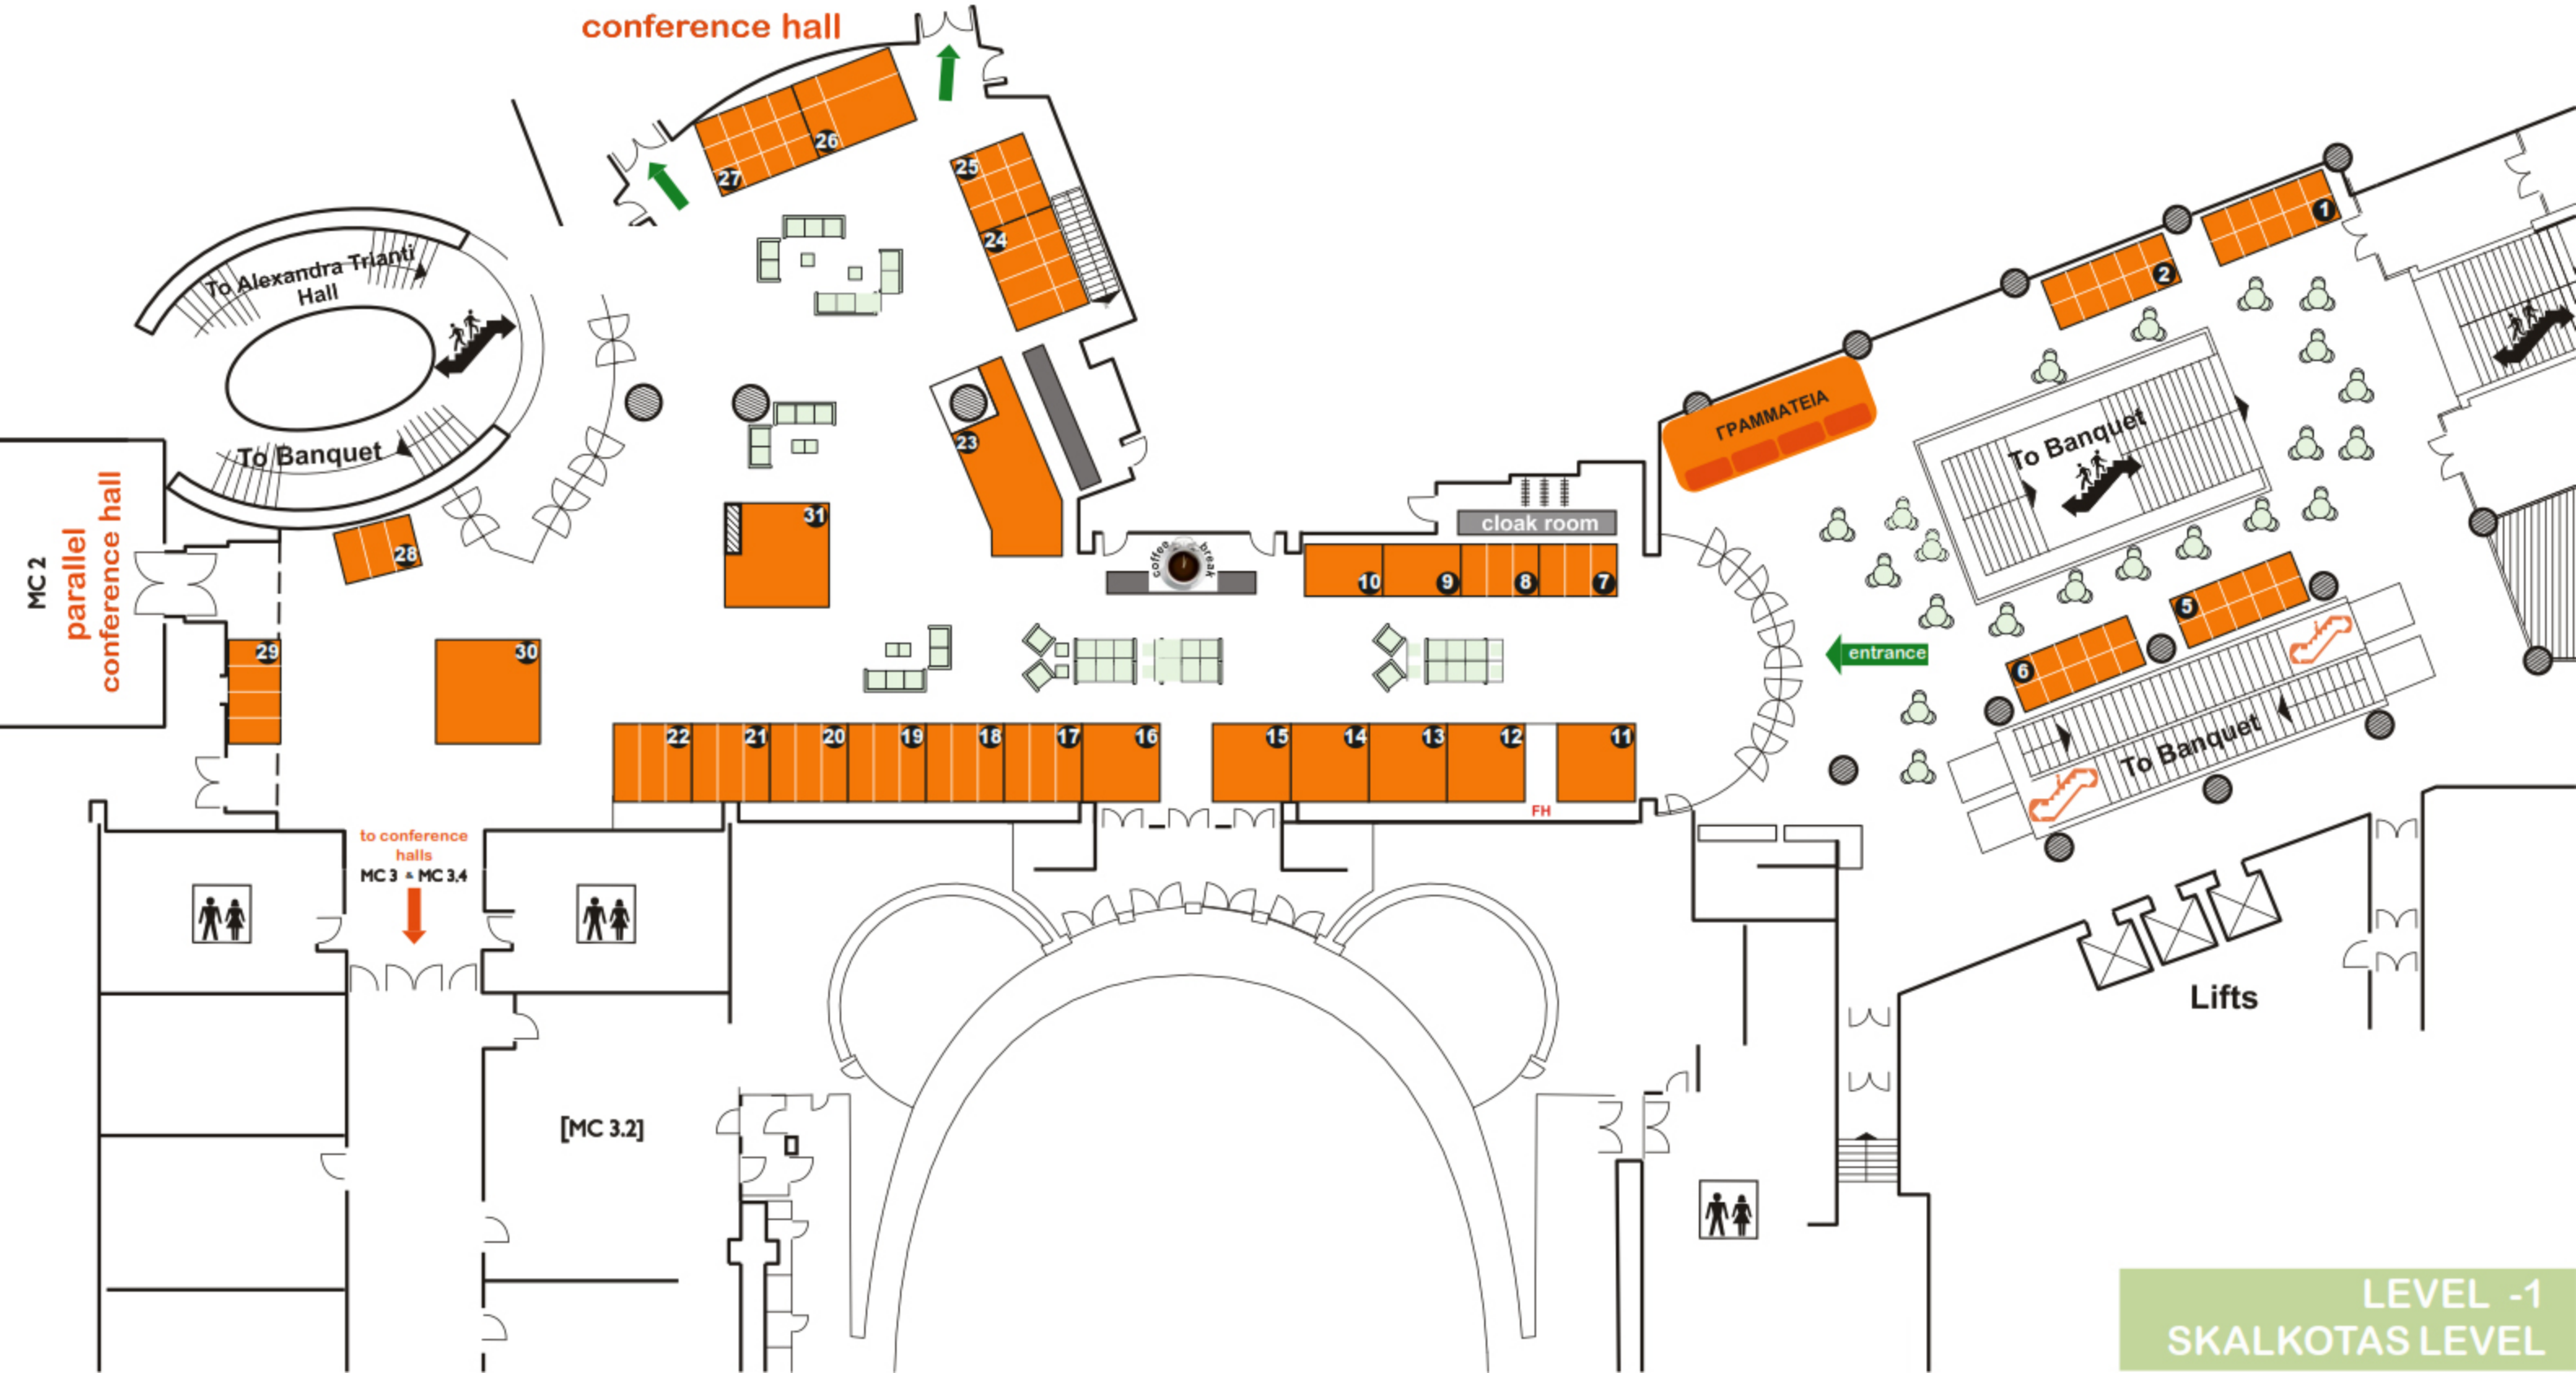 conference hall
26
27
25
24
1
2
To Alexandra Trianti
Hall
To Banquet
23
ΓΡΑΜΜΑΤΕΙΑ
To Banquet
MC 2
parallel
conference hall
28
31
coffee break
cloak room
10
9
8
7
5
6
29
30
entrance
To Banquet
22
21
20
19
18
17
16
15
14
13
12
11
FH
to conference
halls
MC 3 & MC 3.4
Lifts
[MC 3.2]
LEVEL -1
SKALKOTAS LEVEL